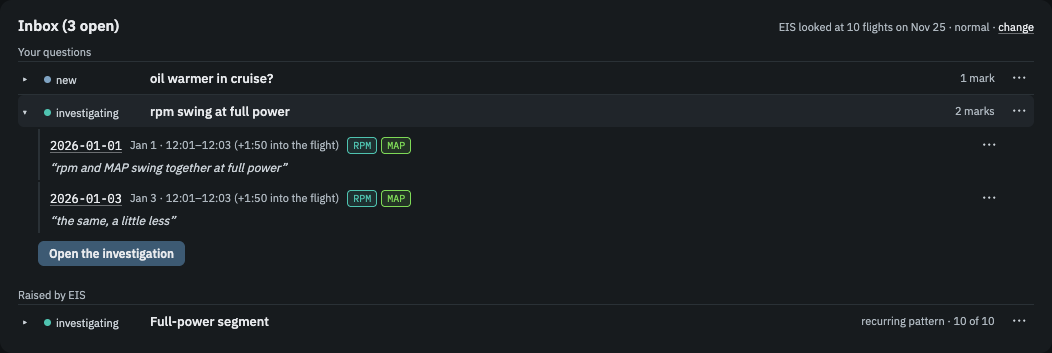 Inbox (3 open)
EIS looked at 10 flights on Nov 25 · normal · change
Your questions
▸ ● new oil warmer in cruise? 1 mark ···
▾ ● investigating rpm swing at full power 2 marks ···
2026-01-01 Jan 1 · 12:01–12:03 (+1:50 into the flight) RPM MAP ···
“rpm and MAP swing together at full power”
2026-01-03 Jan 3 · 12:01–12:03 (+1:50 into the flight) RPM MAP ···
“the same, a little less”
Open the investigation
Raised by EIS
▸ ● investigating Full-power segment recurring pattern · 10 of 10 ···